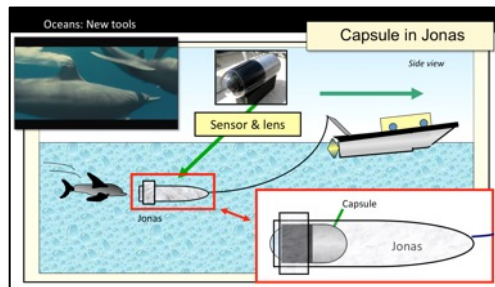 Oceans: New tools
Capsule in Jonas
Side view
Sensor & lens
Jonas
Capsule
Jonas